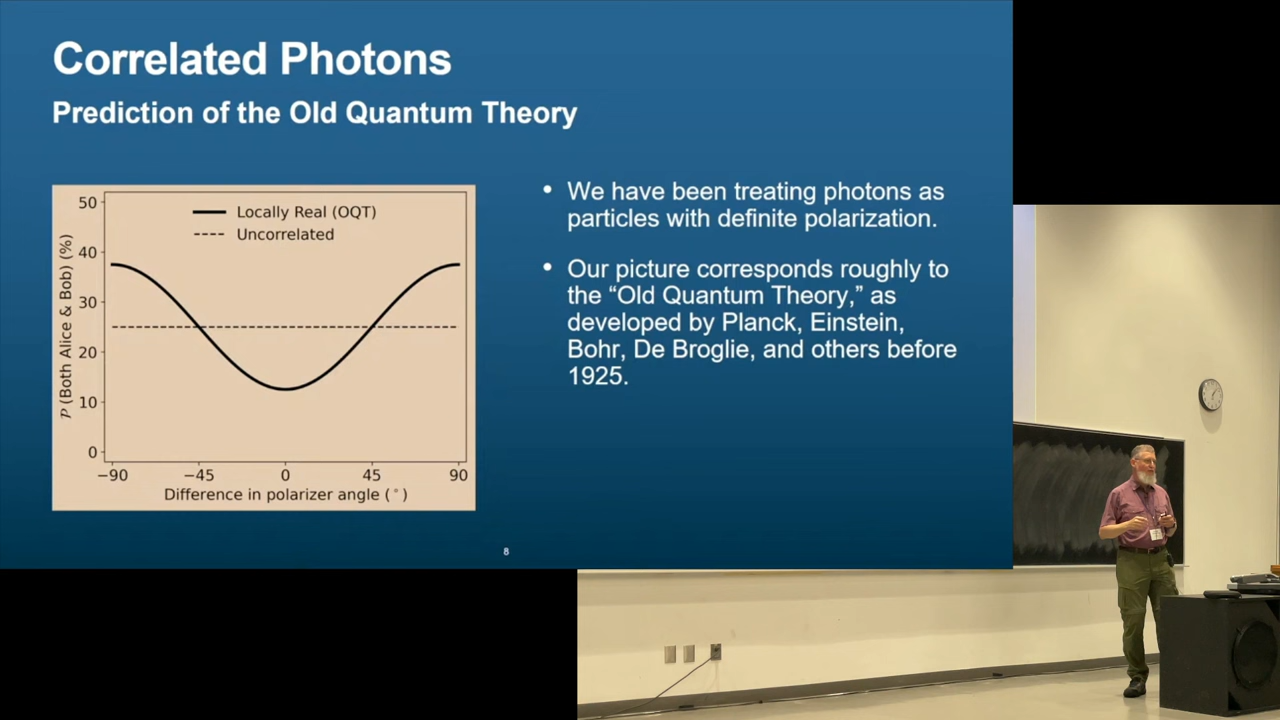 Correlated Photons
Prediction of the Old Quantum Theory
50
40
30
20
10
0
𝒫 (Both Alice & Bob) (%)
Locally Real (OQT)
Uncorrelated
−90
−45
0
45
90
Difference in polarizer angle (°)
• We have been treating photons as
particles with definite polarization.
• Our picture corresponds roughly to
the “Old Quantum Theory,” as
developed by Planck, Einstein,
Bohr, De Broglie, and others before
1925.
8